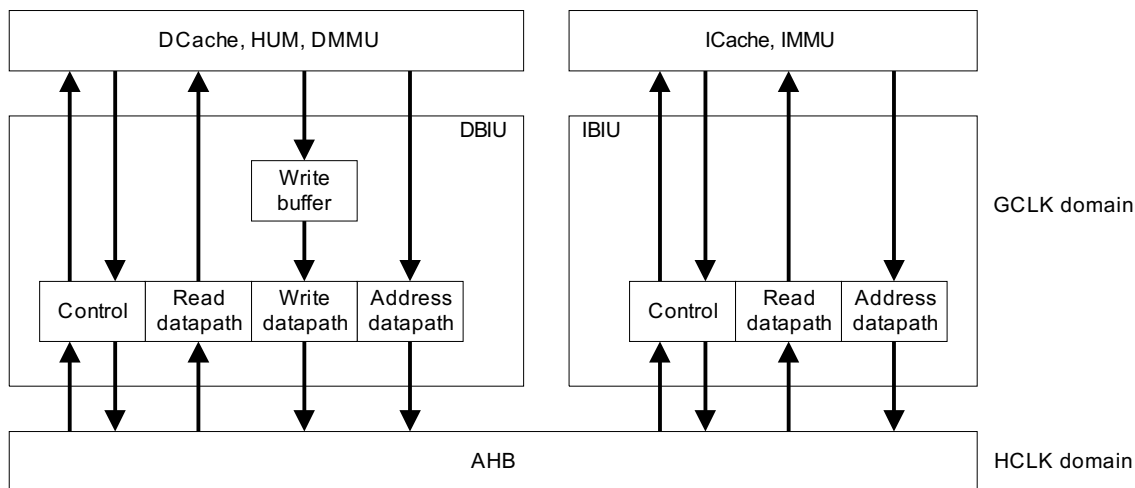 DCache, HUM, DMMU
ICache, IMMU
DBIU
IBIU
Write
buffer
GCLK domain
Control
Read
datapath
Write
datapath
Address
datapath
Control
Read
datapath
Address
datapath
AHB
HCLK domain